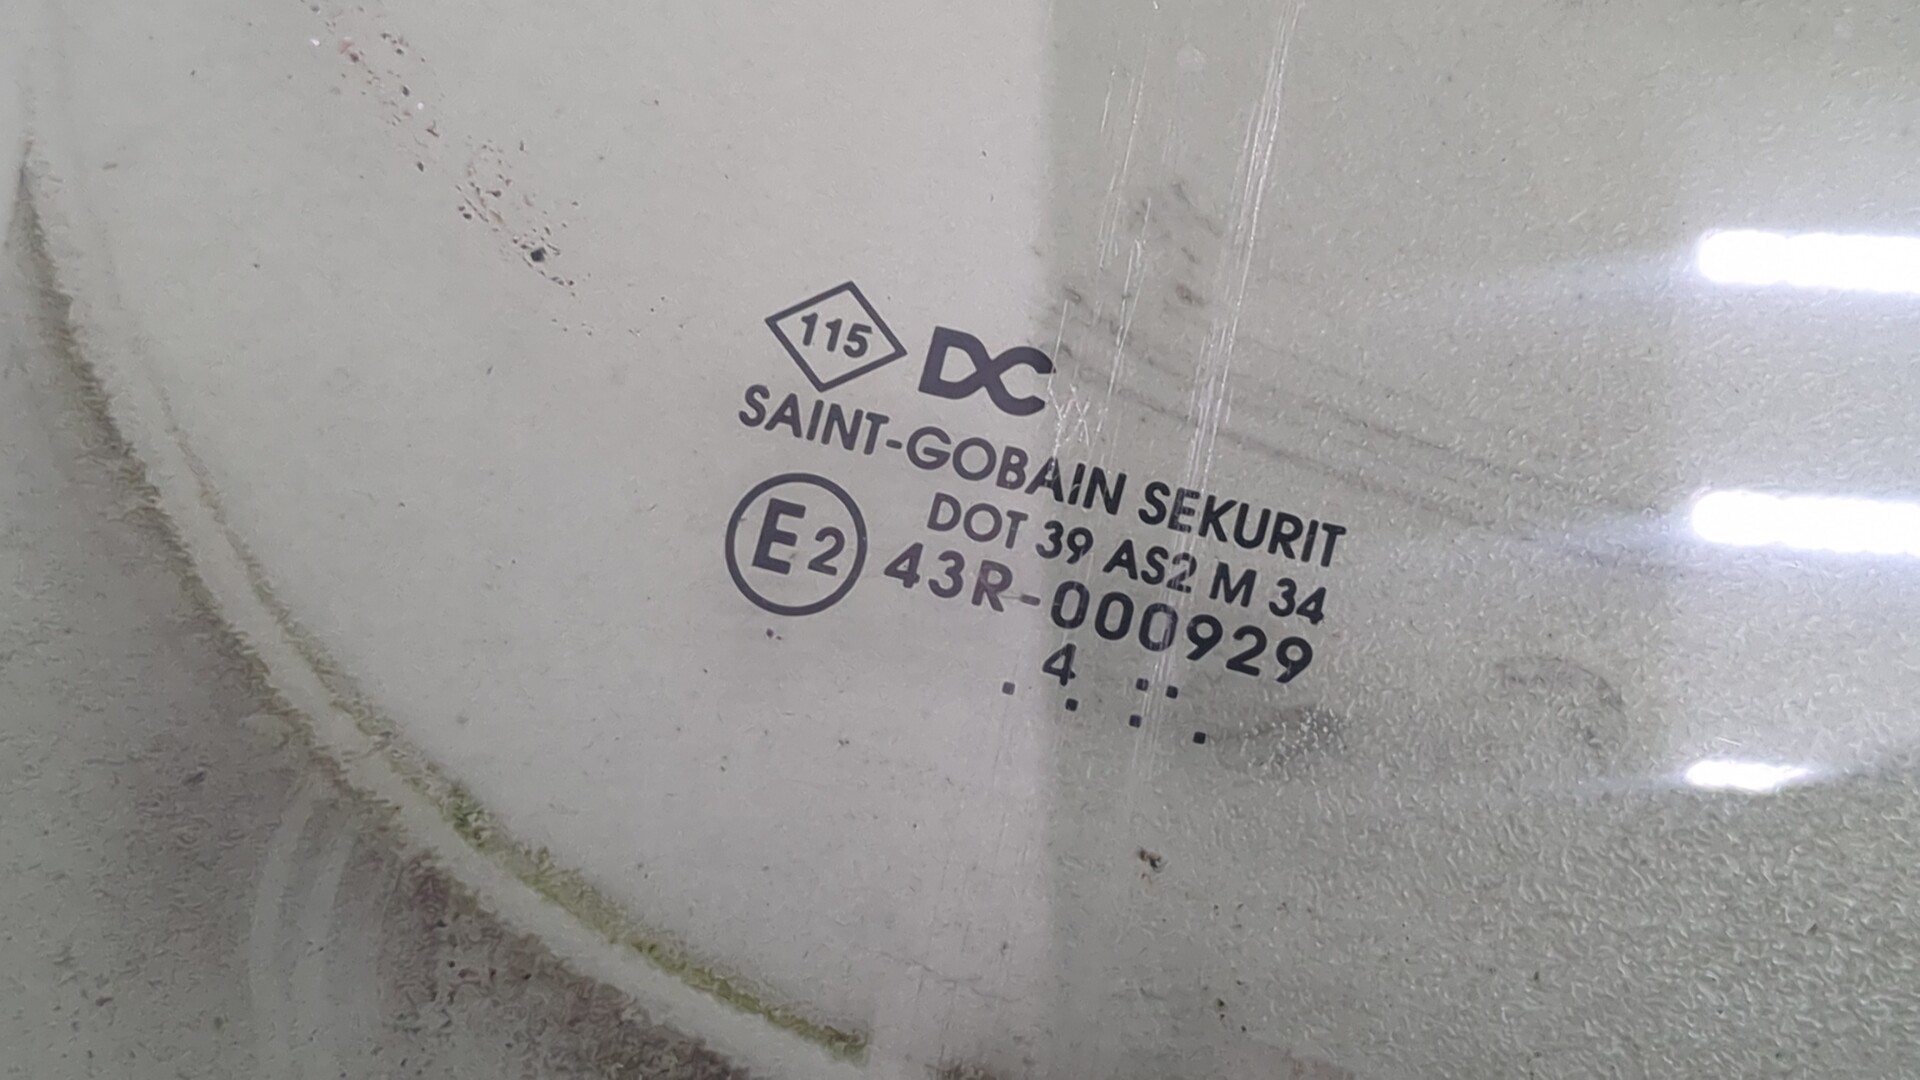 115 DC
SAINT-GOBAIN SEKURIT
DOT 39 AS2 M 34
E2 43R-000929
. 4. : . .